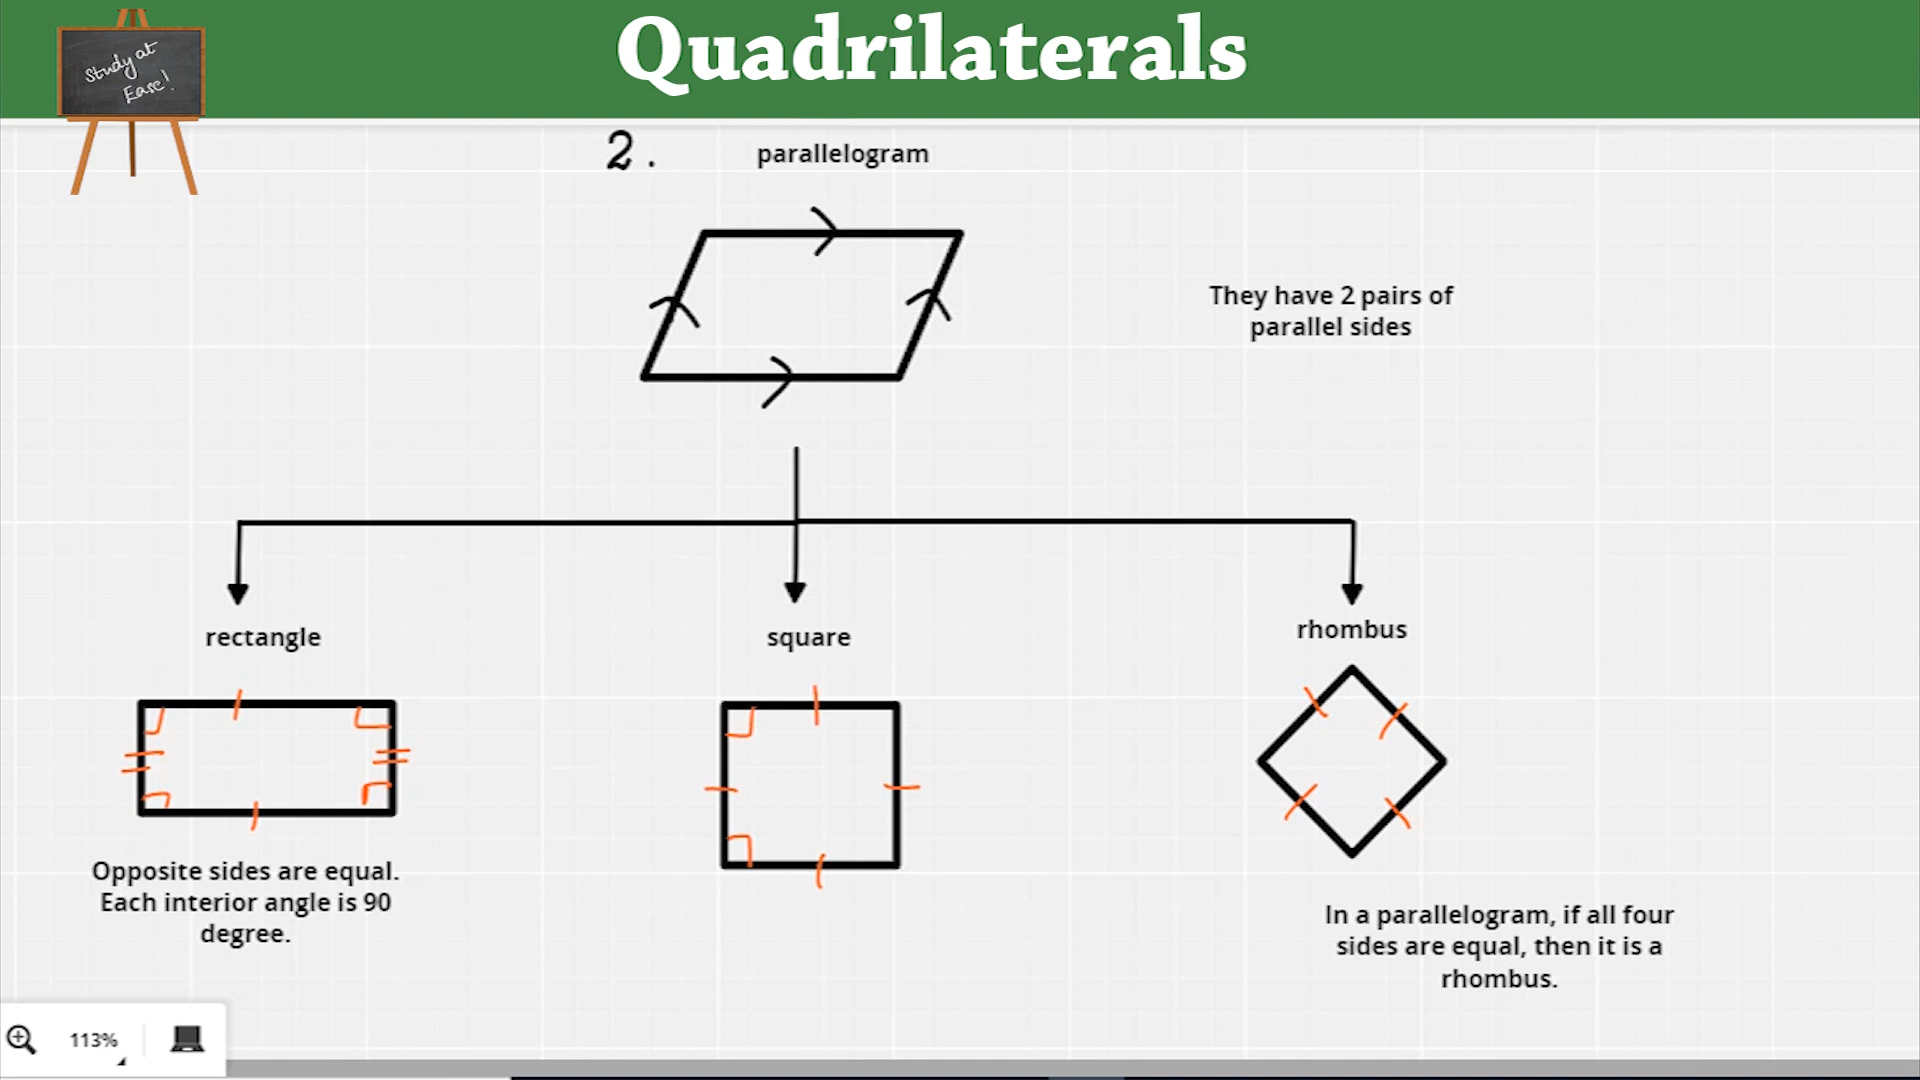 Study at
Ease!
Quadrilaterals
2. parallelogram
They have 2 pairs of
parallel sides
rectangle
square
rhombus
Opposite sides are equal.
Each interior angle is 90
degree.
In a parallelogram, if all four
sides are equal, then it is a
rhombus.
113%